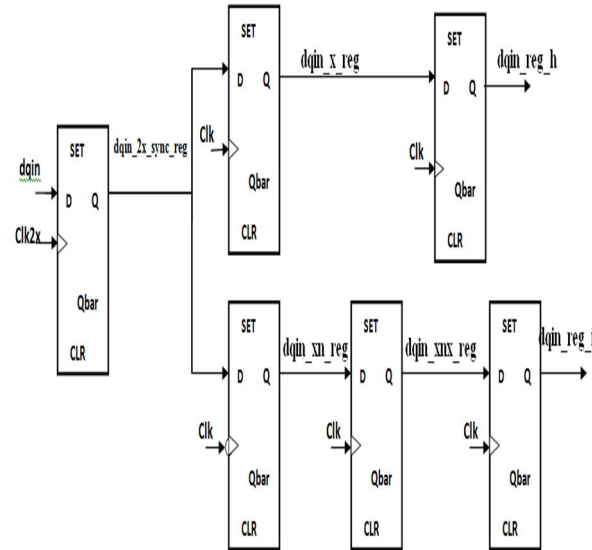 SET
D Q
Clk
Qbar
CLR
dqin_x_reg
SET
D Q
Clk
Qbar
CLR
dqin_reg_h
dqin
Clk2x
SET
D Q
Qbar
CLR
dqin_2x_sync_reg
SET
D Q
Clk
Qbar
CLR
dqin_xn_reg
SET
D Q
Clk
Qbar
CLR
dqin_xnx_reg
SET
D Q
Clk
Qbar
CLR